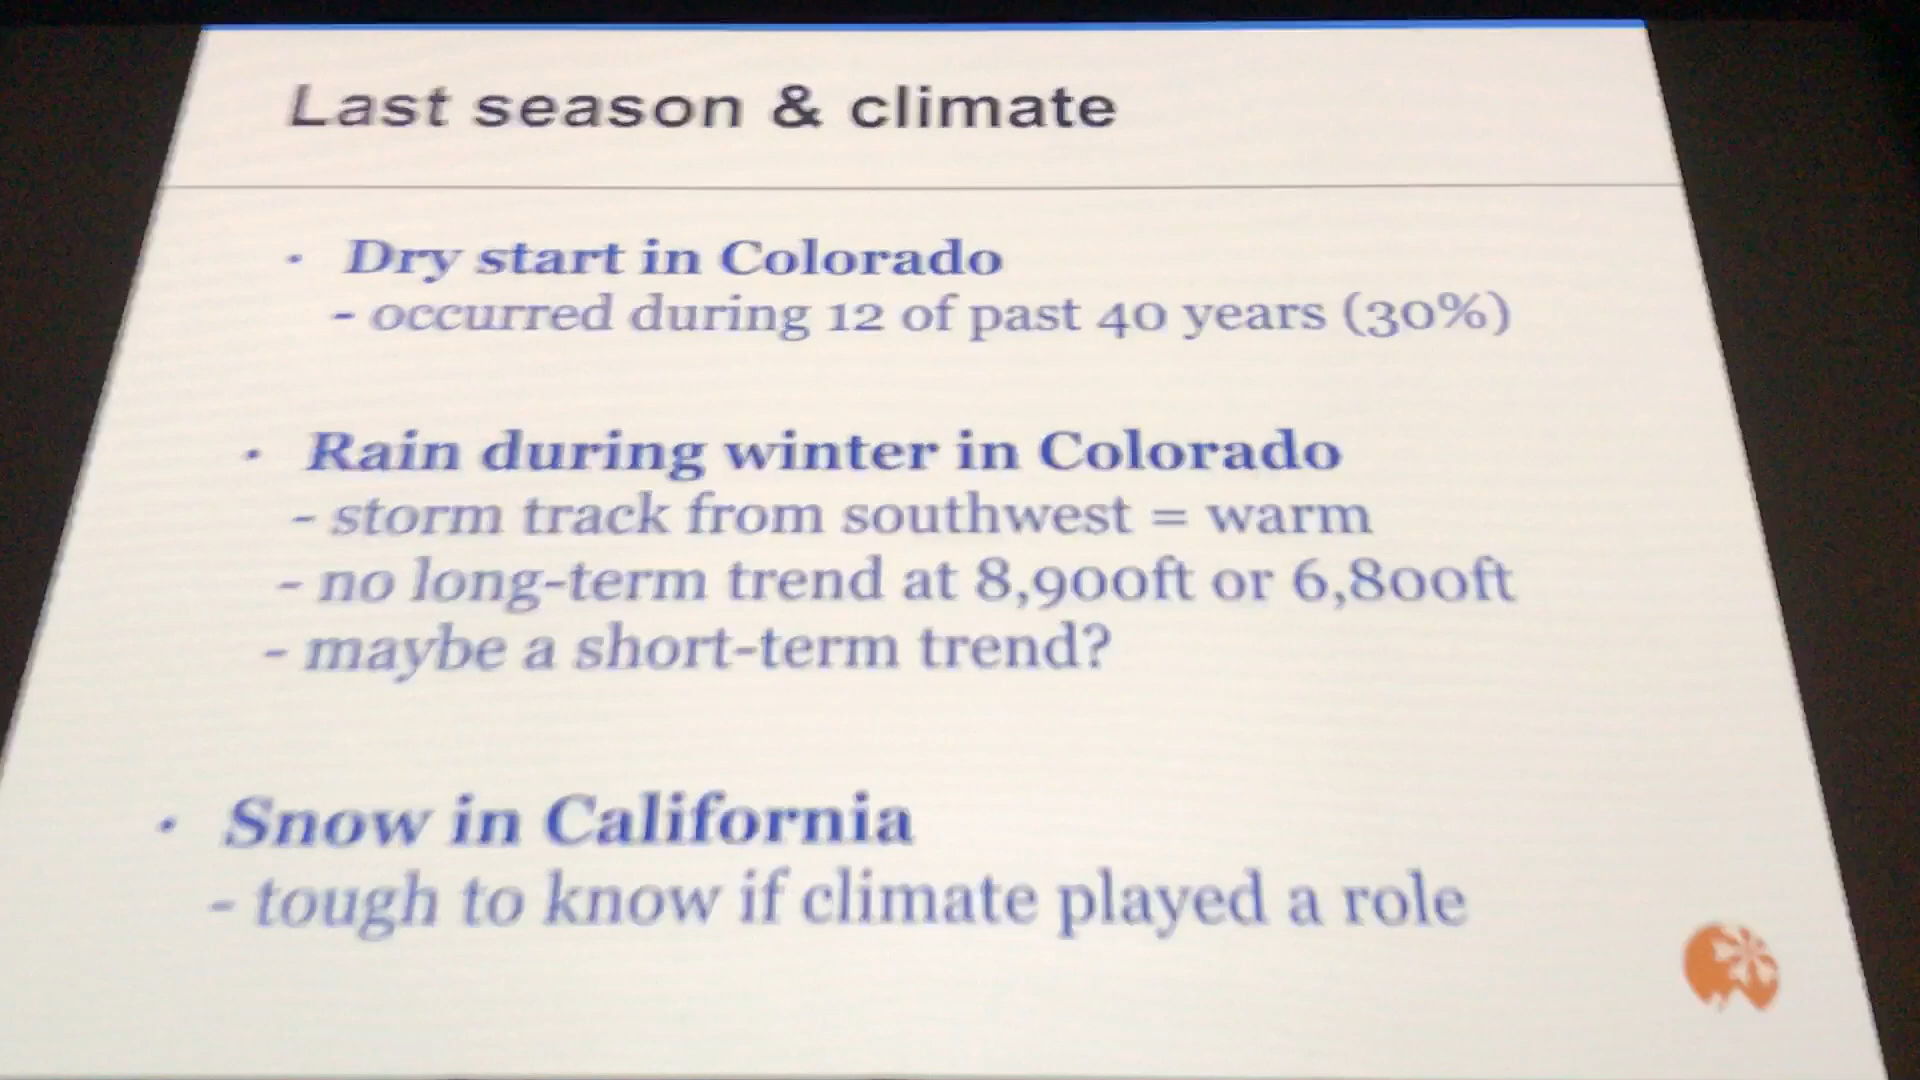 Last season & climate
• Dry start in Colorado
- occurred during 12 of past 40 years (30%)
• Rain during winter in Colorado
- storm track from southwest = warm
- no long-term trend at 8,900ft or 6,800ft
- maybe a short-term trend?
• Snow in California
- tough to know if climate played a role